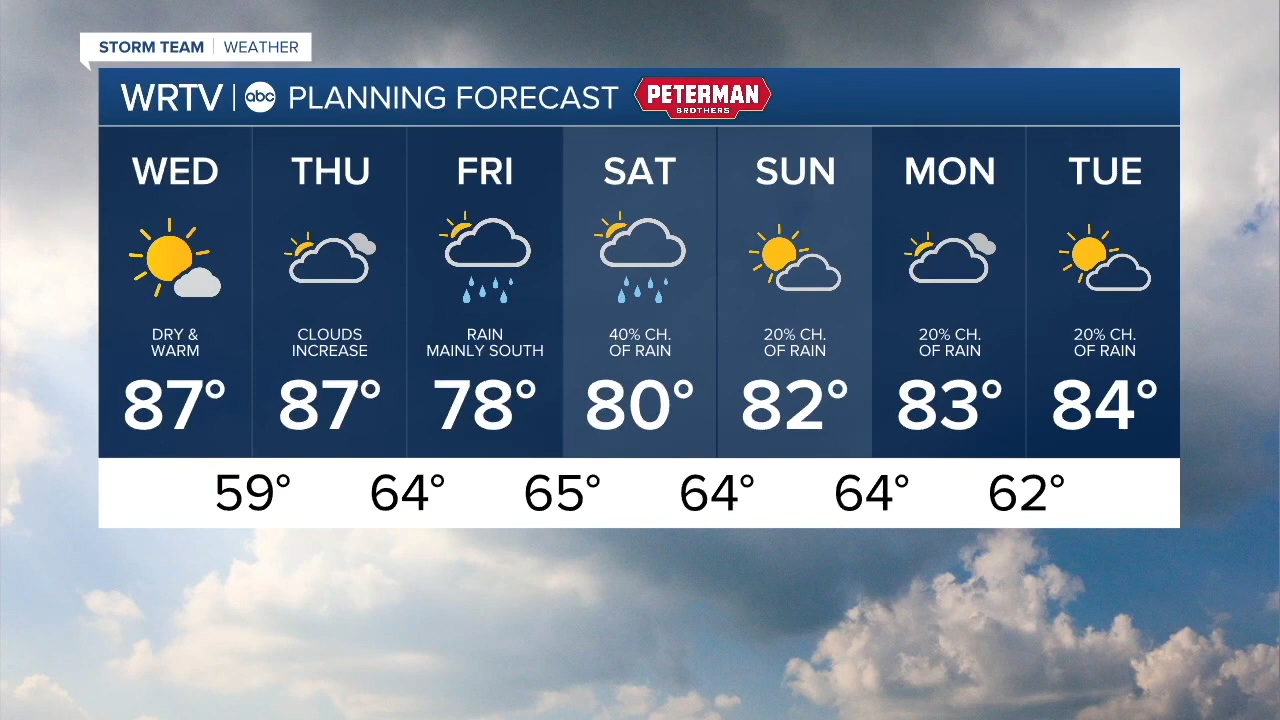 STORM TEAM | WEATHER
WRTV | abc PLANNING FORECAST PETERMAN BROTHERS
WED THU FRI SAT SUN MON TUE
DRY & WARM
CLOUDS INCREASE
RAIN MAINLY SOUTH
40% CH. OF RAIN
20% CH. OF RAIN
20% CH. OF RAIN
20% CH. OF RAIN
87° 87° 78° 80° 82° 83° 84°
59° 64° 65° 64° 64° 62°